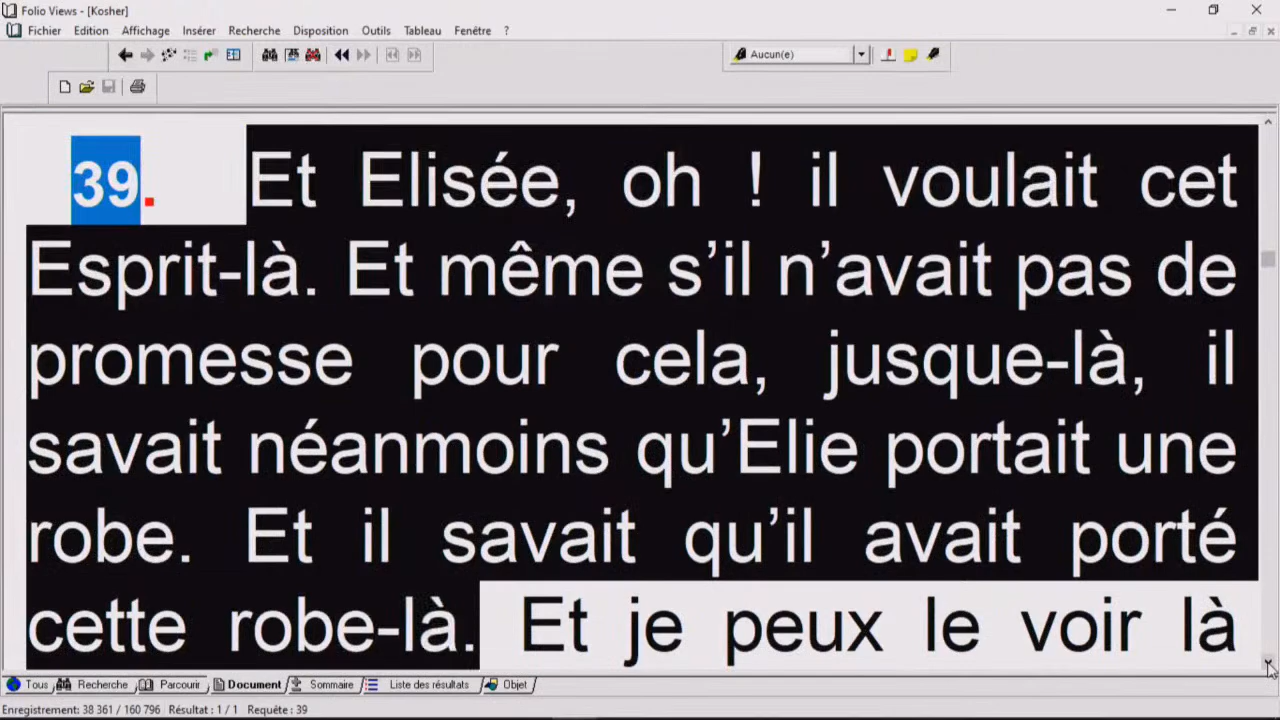 Folio Views - [Kosher]
Fichier Edition Affichage Insérer Recherche Disposition Outils Tableau Fenêtre ?
Aucun(e)
39. Et Elisée, oh ! il voulait cet
Esprit-là. Et même s’il n’avait pas de
promesse pour cela, jusque-là, il
savait néanmoins qu’Elie portait une
robe. Et il savait qu’il avait porté
cette robe-là. Et je peux le voir là
Tous Recherche Parcourir Document Sommaire Liste des résultats Objet
Enregistrement: 38 361 / 160 796 Résultat : 1 / 1 Requête : 39